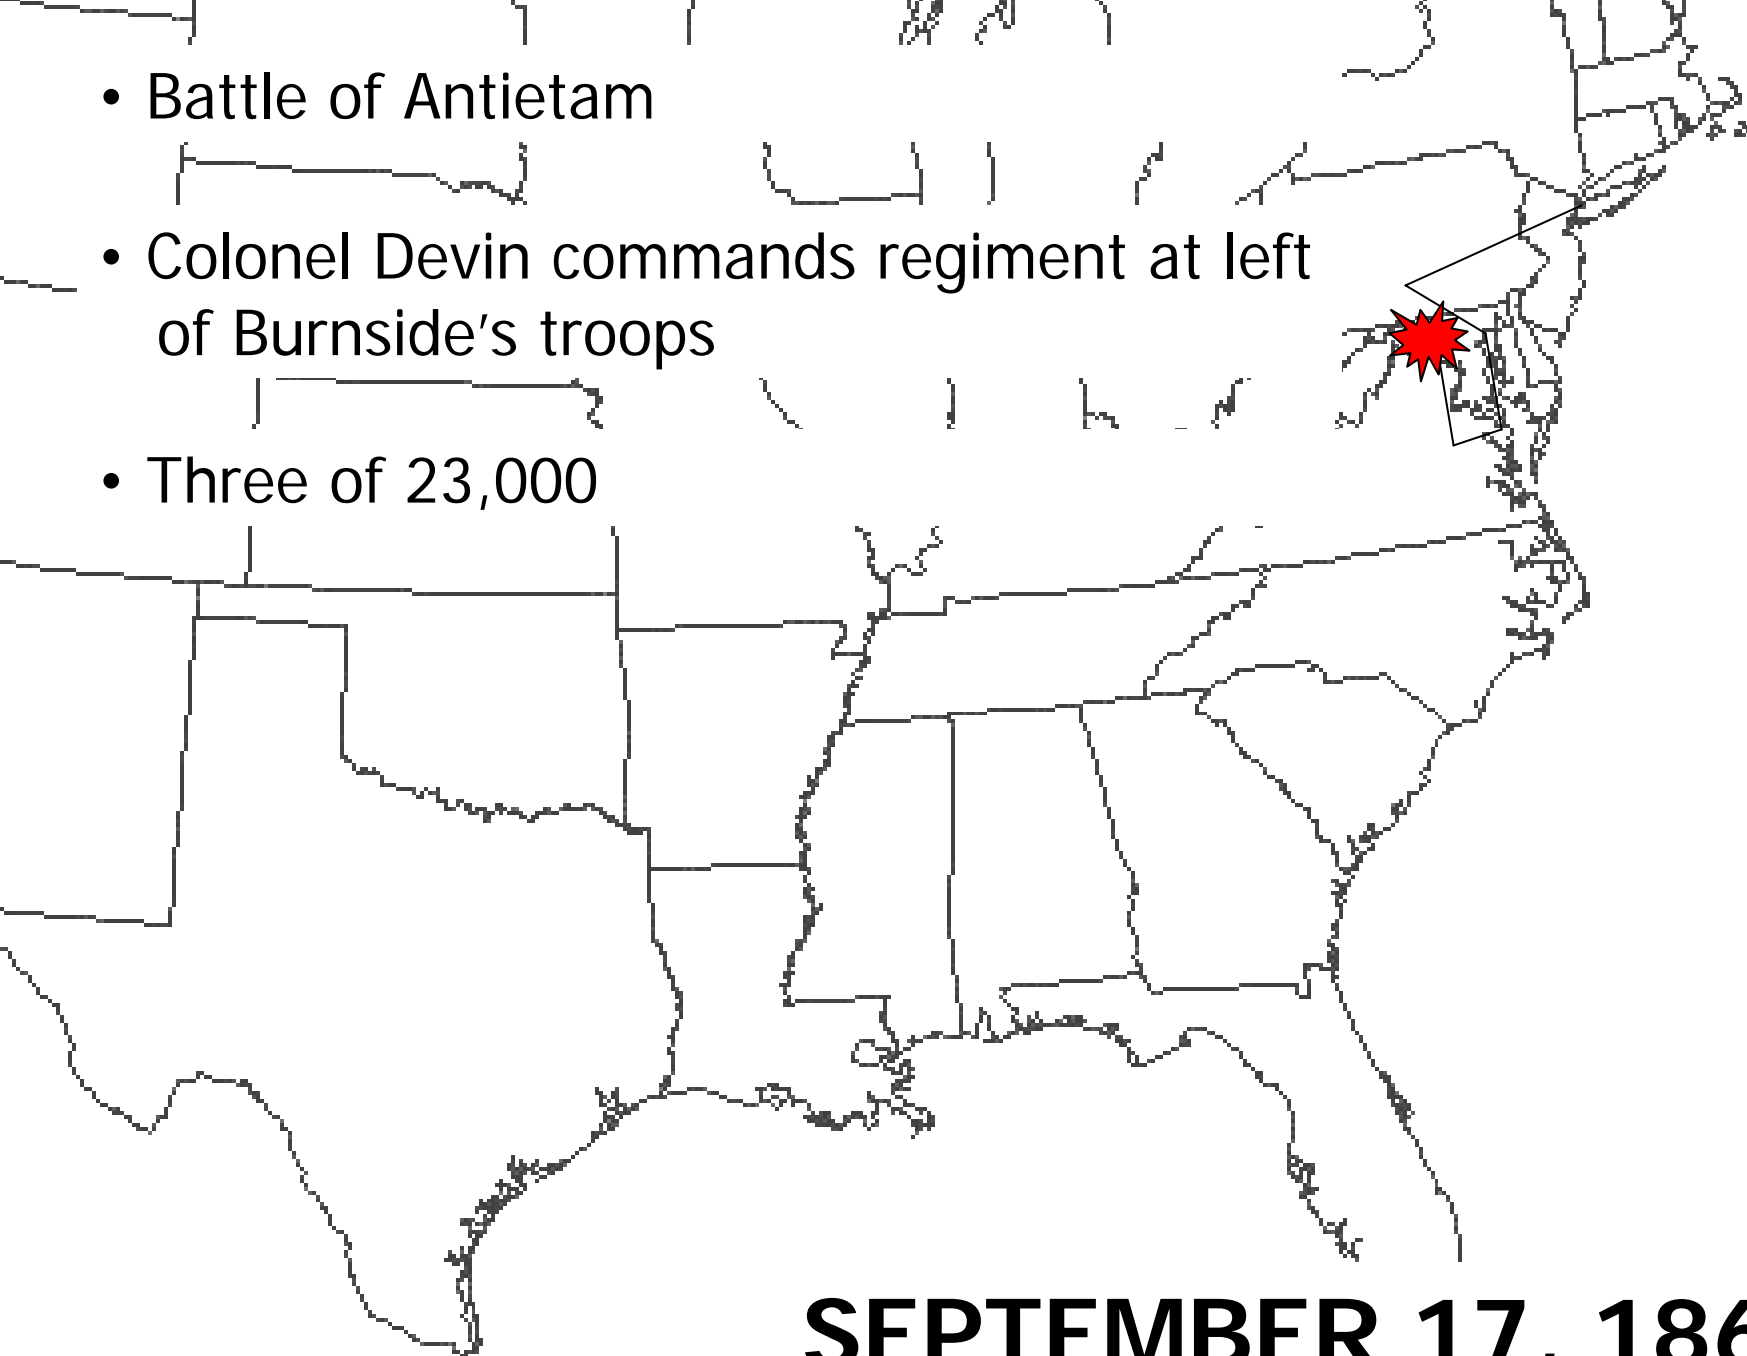 • Battle of Antietam
• Colonel Devin commands regiment at left
of Burnside's troops
• Three of 23,000
SEPTEMBER 17, 186